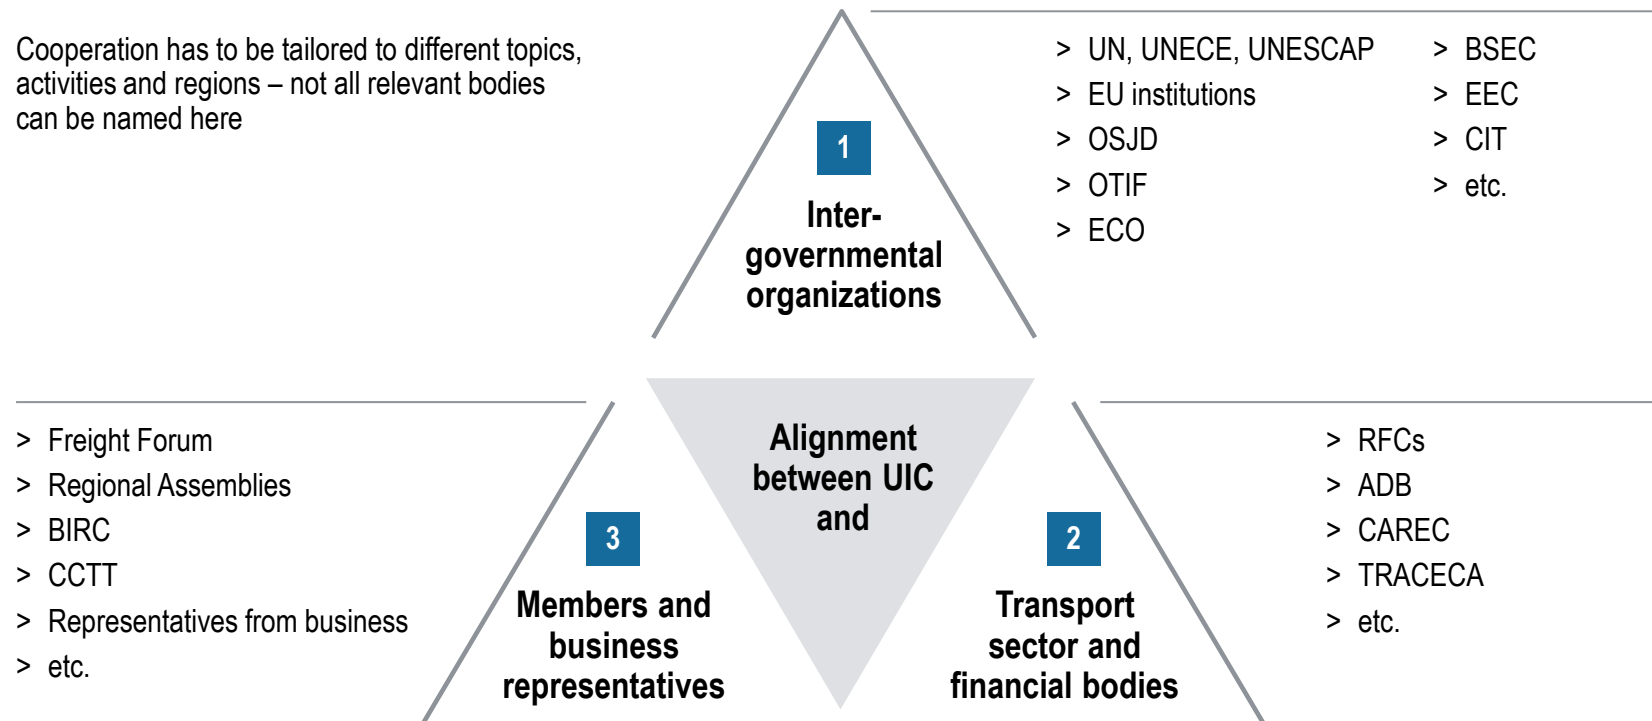 Cooperation has to be tailored to different topics,
activities and regions – not all relevant bodies
can be named here
1
Inter-
governmental
organizations
> UN, UNECE, UNESCAP
> EU institutions
> OSJD
> OTIF
> ECO
> BSEC
> EEC
> CIT
> etc.
Alignment
between UIC
and
> Freight Forum
> Regional Assemblies
> BIRC
> CCTT
> Representatives from business
> etc.
3
Members and
business
representatives
2
Transport
sector and
financial bodies
> RFCs
> ADB
> CAREC
> TRACECA
> etc.